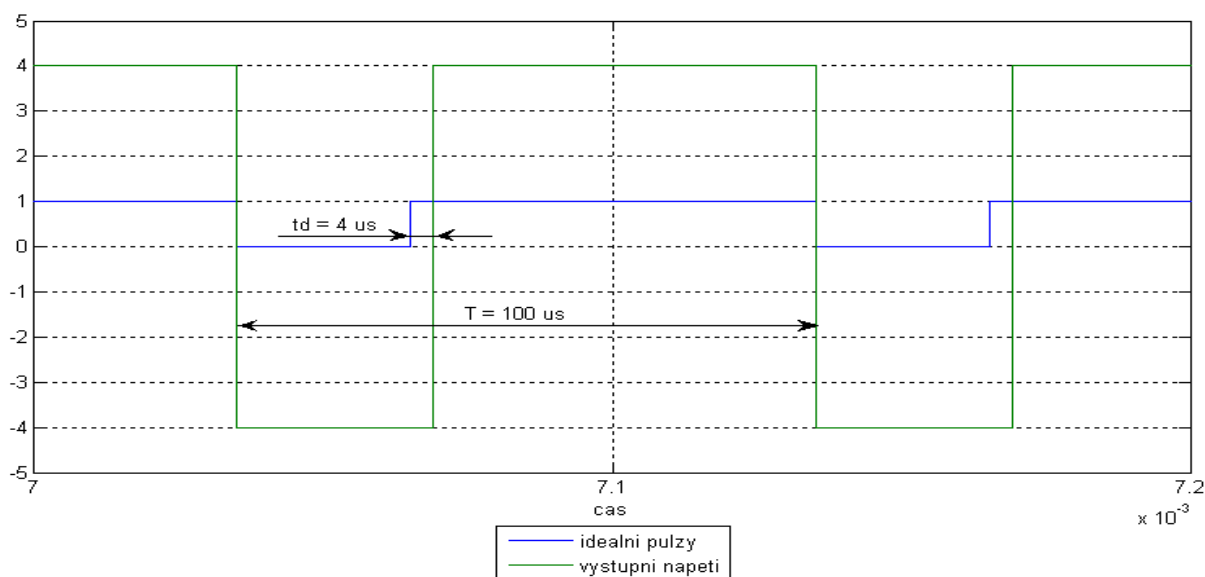 5
4
3
2
1
0
-1
-2
-3
-4
-5
td = 4 us
T = 100 us
7
7.1
7.2
cas
x 10^-3
idealni pulzy
vystupni napeti